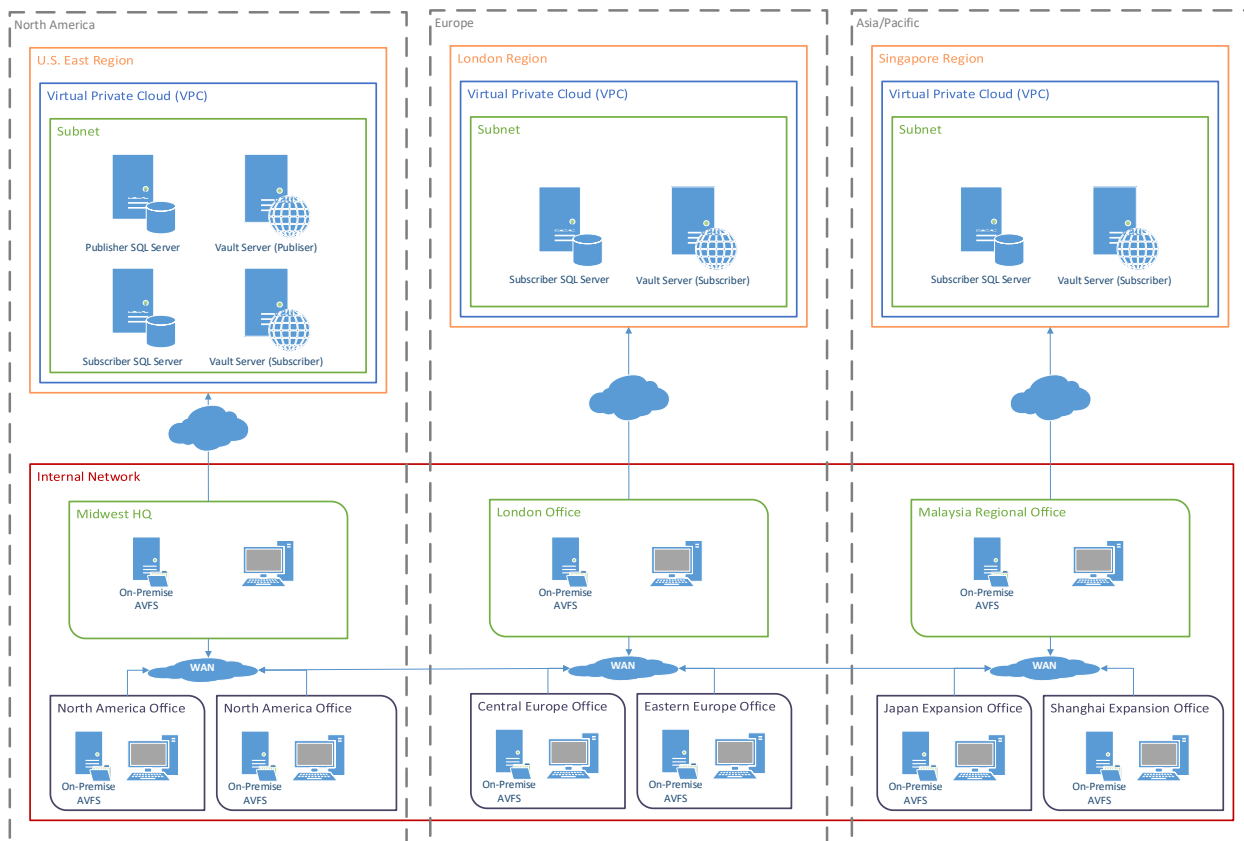 North America
U.S. East Region
Virtual Private Cloud (VPC)
Subnet
Publisher SQL Server
Vault Server (Publiser)
Subscriber SQL Server
Vault Server (Subscriber)
Europe
London Region
Virtual Private Cloud (VPC)
Subnet
Subscriber SQL Server
Vault Server (Subscriber)
Asia/Pacific
Singapore Region
Virtual Private Cloud (VPC)
Subnet
Subscriber SQL Server
Vault Server (Subscriber)
Internal Network
Midwest HQ
On-Premise
AVFS
London Office
On-Premise
AVFS
Malaysia Regional Office
On-Premise
AVFS
WAN
WAN
WAN
North America Office
On-Premise
AVFS
North America Office
On-Premise
AVFS
Central Europe Office
On-Premise
AVFS
Eastern Europe Office
On-Premise
AVFS
Japan Expansion Office
On-Premise
AVFS
Shanghai Expansion Office
On-Premise
AVFS